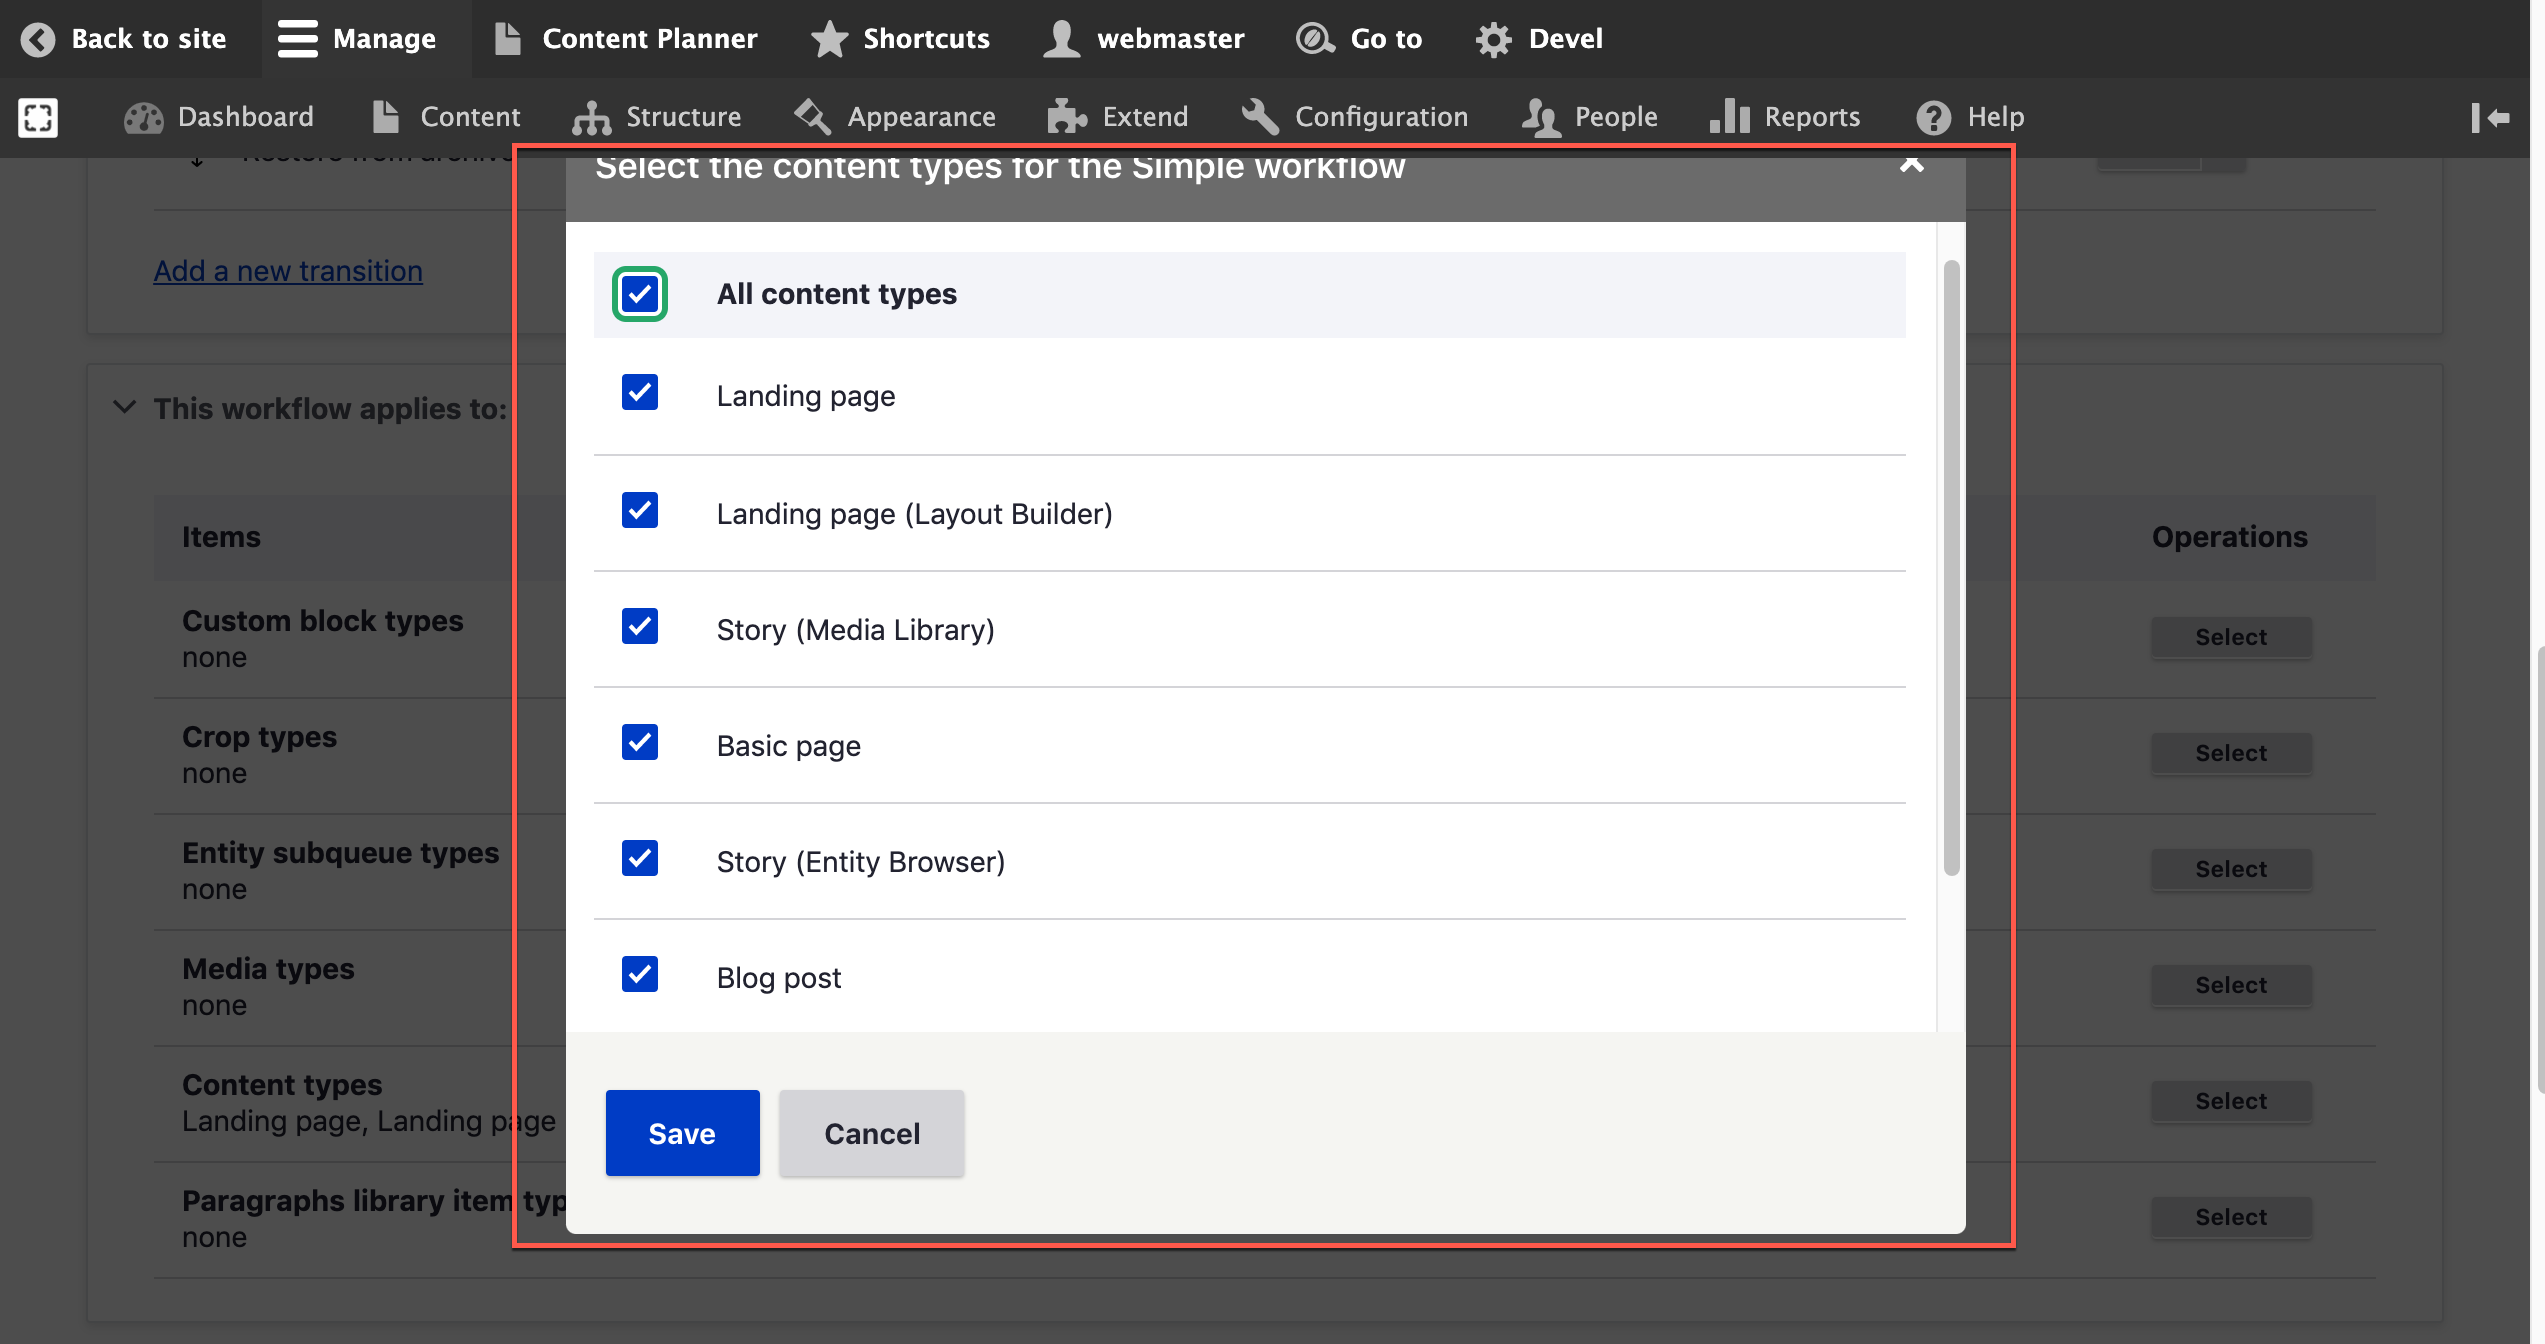 Back to site
Manage
Content Planner
Shortcuts
webmaster
Go to
Devel
Dashboard
Content
Structure
Appearance
Extend
Configuration
People
Reports
Help
Select the content types for the Simple workflow
Add a new transition
All content types
Landing page
Landing page (Layout Builder)
Story (Media Library)
Basic page
Story (Entity Browser)
Blog post
Save
Cancel
This workflow applies to:
Items
Operations
Custom block types
none
Select
Crop types
none
Select
Entity subqueue types
none
Select
Media types
none
Select
Content types
Landing page, Landing page
Select
Paragraphs library item typ
none
Select